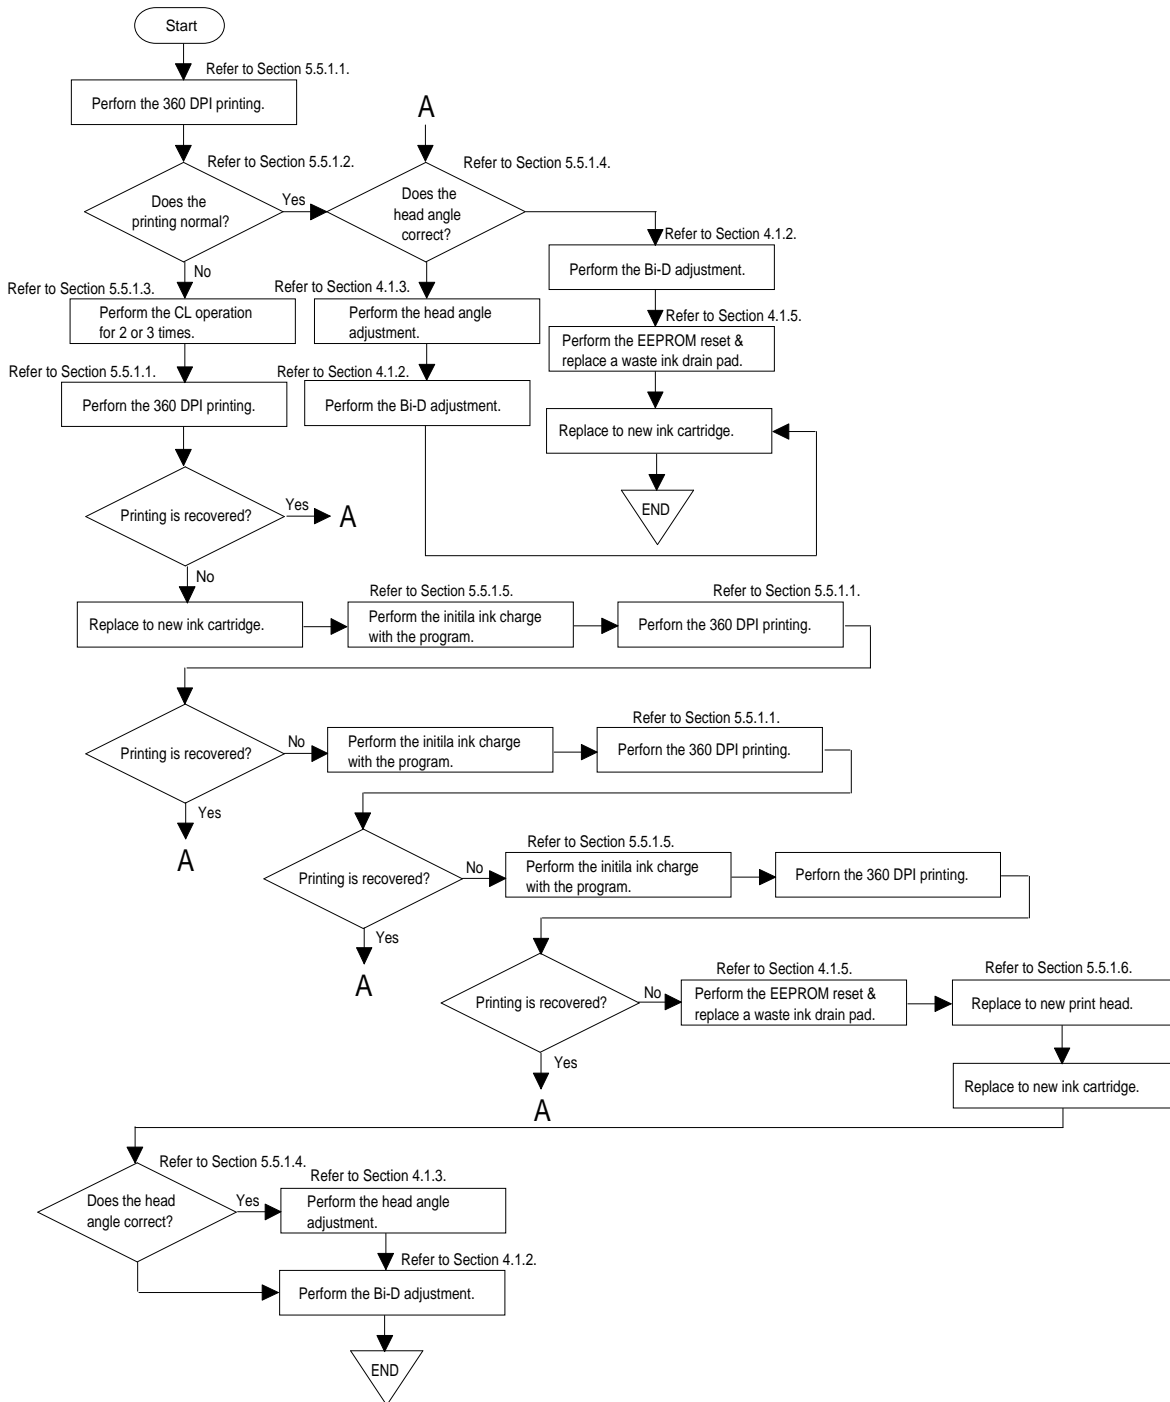 Start
Refer to Section 5.5.1.1.
Perforn the 360 DPI printing.
A
Refer to Section 5.5.1.2.
Refer to Section 5.5.1.4.
Does the
printing normal?
Yes
Does the
head angle
correct?
No
Refer to Section 4.1.2.
Perform the Bi-D adjustment.
Refer to Section 5.5.1.3.
Perform the CL operation
for 2 or 3 times.
Refer to Section 4.1.3.
Perform the head angle
adjustment.
Refer to Section 4.1.5.
Perform the EEPROM reset &
replace a waste ink drain pad.
Refer to Section 5.5.1.1.
Perforn the 360 DPI printing.
Refer to Section 4.1.2.
Perform the Bi-D adjustment.
Replace to new ink cartridge.
END
Printing is recovered?
Yes
A
No
Replace to new ink cartridge.
Refer to Section 5.5.1.5.
Perform the initila ink charge
with the program.
Refer to Section 5.5.1.1.
Perforn the 360 DPI printing.
Printing is recovered?
No
Perform the initila ink charge
with the program.
Refer to Section 5.5.1.1.
Perforn the 360 DPI printing.
Yes
A
Printing is recovered?
No
Refer to Section 5.5.1.5.
Perform the initila ink charge
with the program.
Perforn the 360 DPI printing.
Yes
A
Printing is recovered?
No
Refer to Section 4.1.5.
Perform the EEPROM reset &
replace a waste ink drain pad.
Refer to Section 5.5.1.6.
Replace to new print head.
Yes
A
Replace to new ink cartridge.
Refer to Section 5.5.1.4.
Does the head
angle correct?
Yes
Refer to Section 4.1.3.
Perform the head angle
adjustment.
Refer to Section 4.1.2.
Perform the Bi-D adjustment.
END